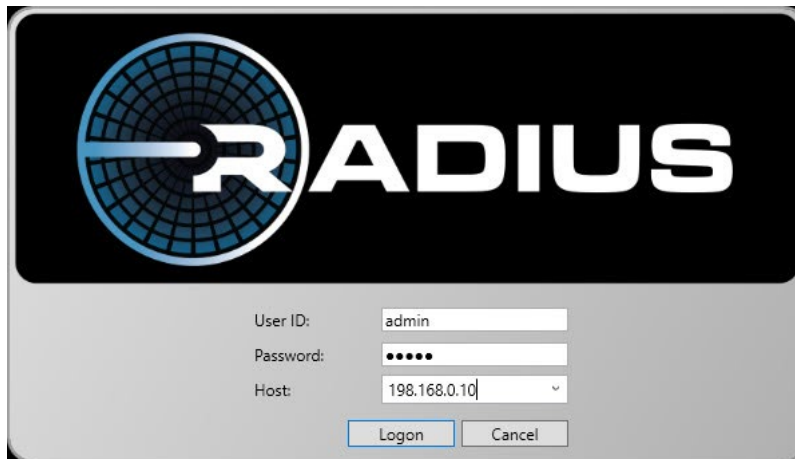 RADIUS
User ID: admin
Password: ●●●●●
Host: 198.168.0.10
Logon Cancel